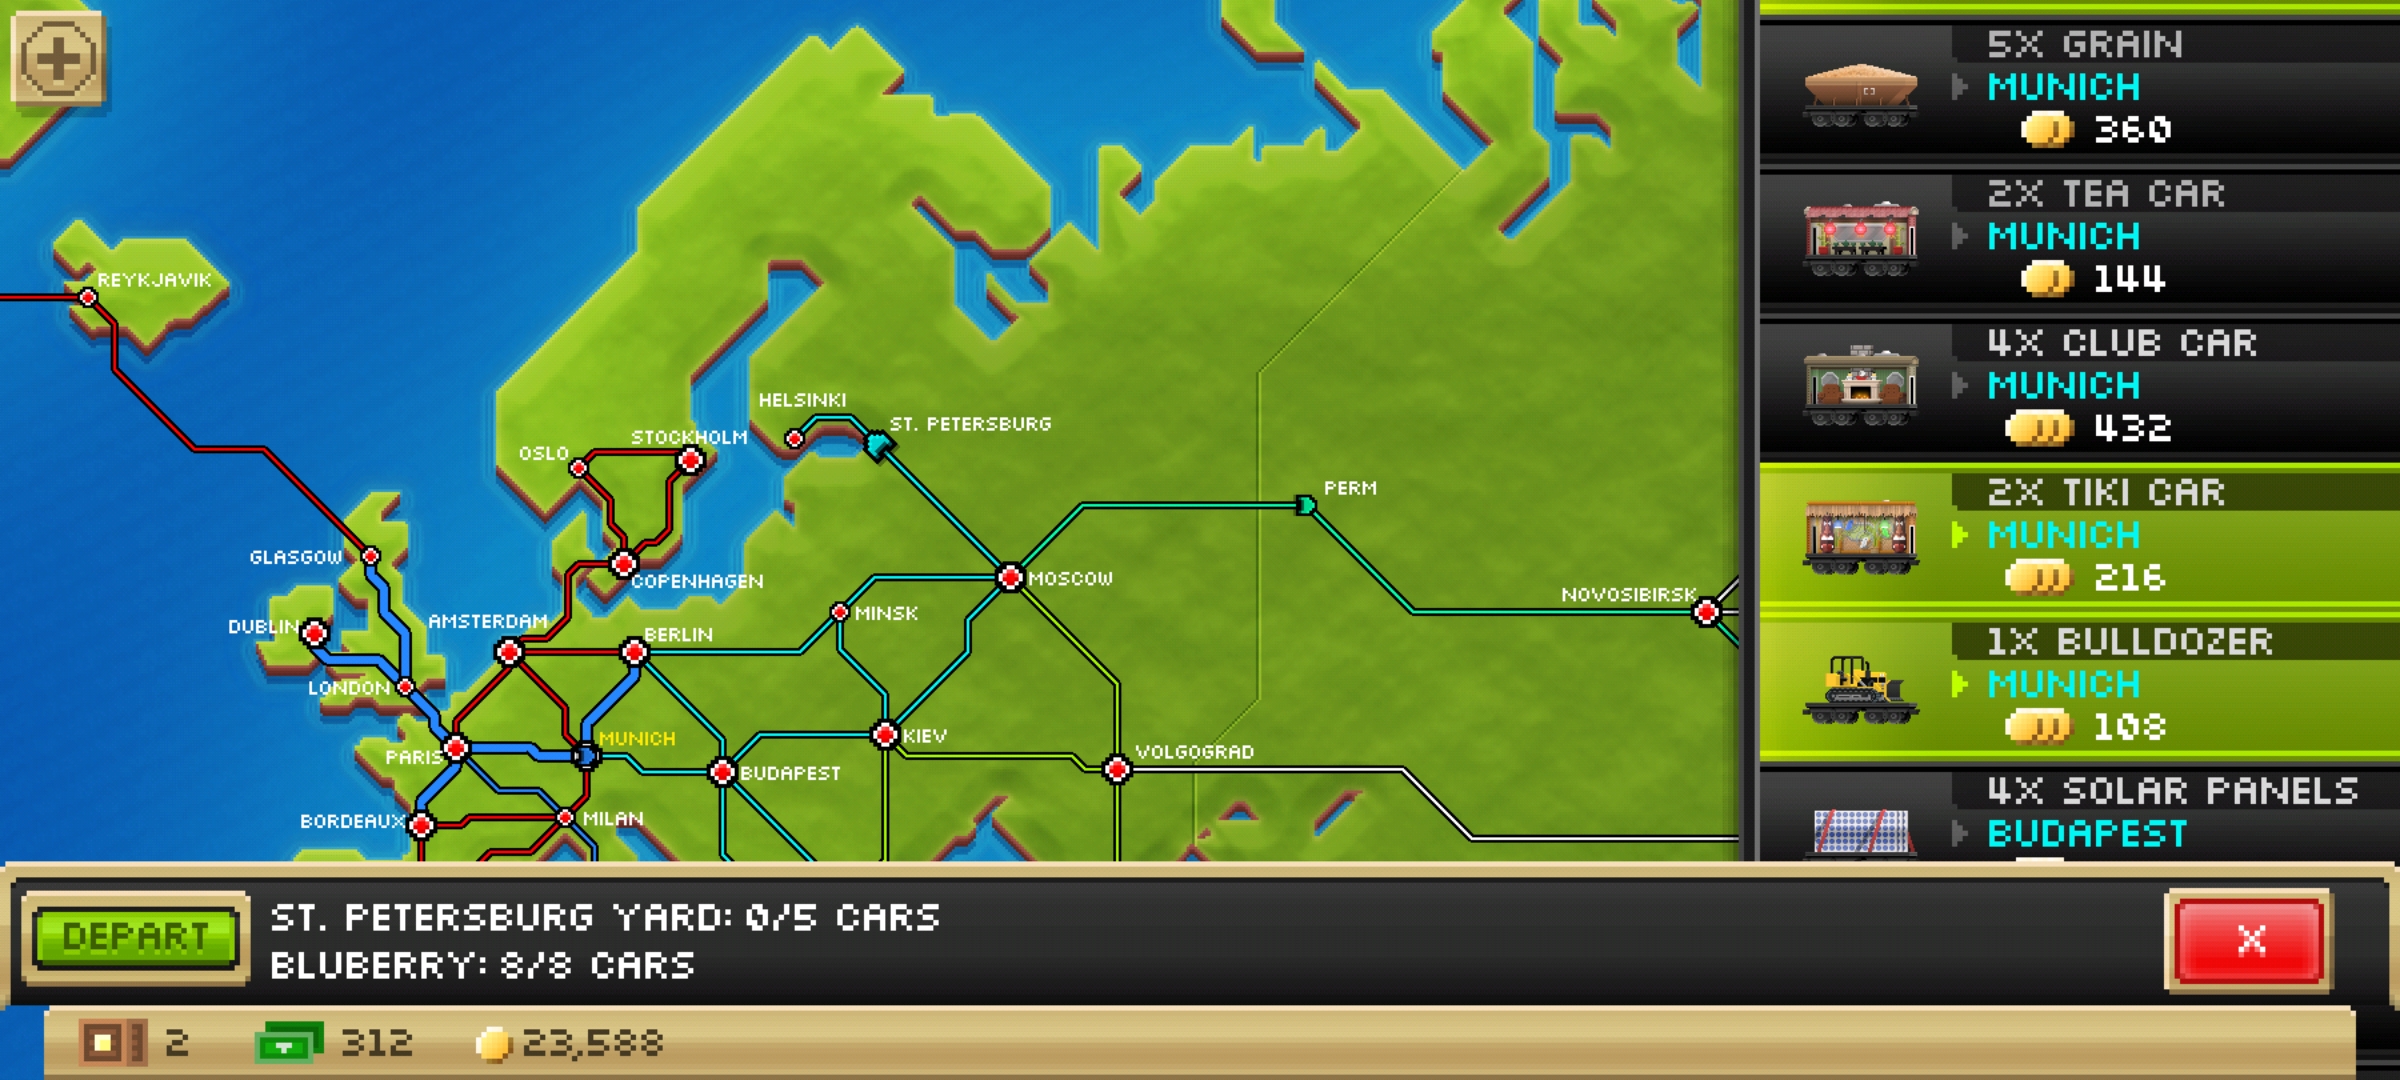 5X GRAIN
MUNICH
360
2X TEA CAR
MUNICH
144
4X CLUB CAR
MUNICH
432
2X TIKI CAR
MUNICH
216
1X BULLDOZER
MUNICH
108
4X SOLAR PANELS
BUDAPEST
REYKJAVIK
HELSINKI
ST. PETERSBURG
STOCKHOLM
OSLO
PERM
GLASGOW
COPENHAGEN
MOSCOW
NOVOSIBIRSK
DUBLIN
AMSTERDAM
BERLIN
MINSK
LONDON
PARIS
MUNICH
KIEV
VOLGOGRAD
BUDAPEST
BORDEAUX
MILAN
DEPART
ST. PETERSBURG YARD: 0/5 CARS
BLUBERRY: 8/8 CARS
X
2
312
23,588